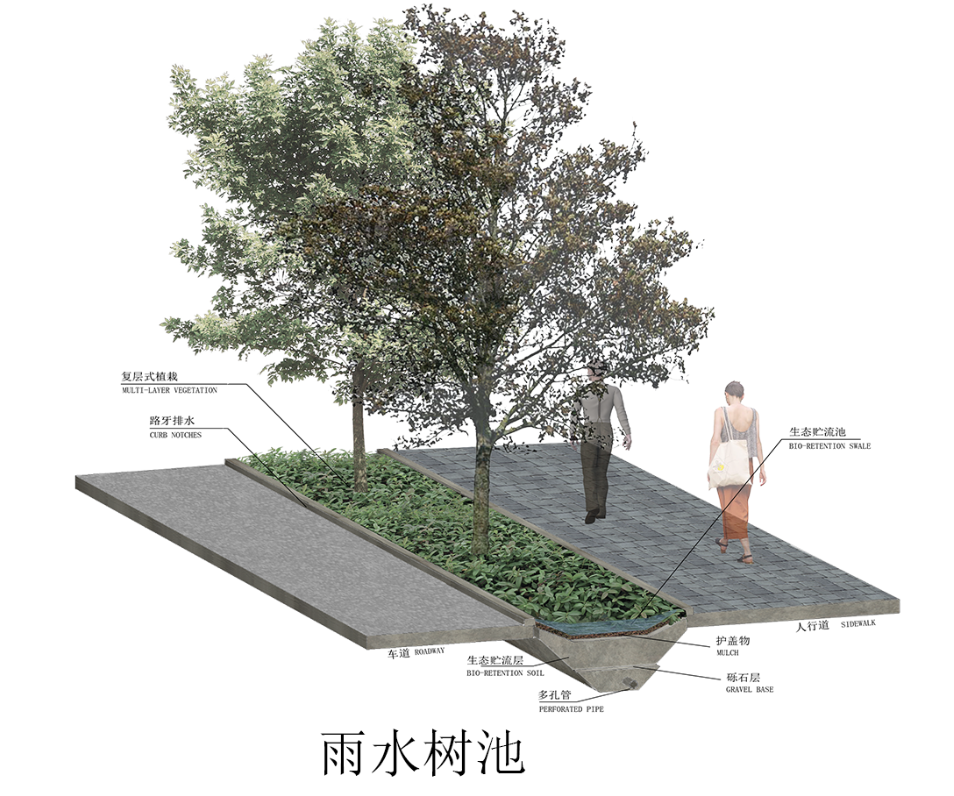 复层式植栽
MULTI-LAYER VEGETATION
路牙排水
CURB NOTCHES
生态贮流池
BIO-RETENTION SWALE
人行道 SIDEWALK
车道 ROADWAY
护盖物
MULCH
生态贮流层
BIO-RETENTION SOIL
砾石层
GRAVEL BASE
多孔管
PERFORATED PIPE
雨水树池